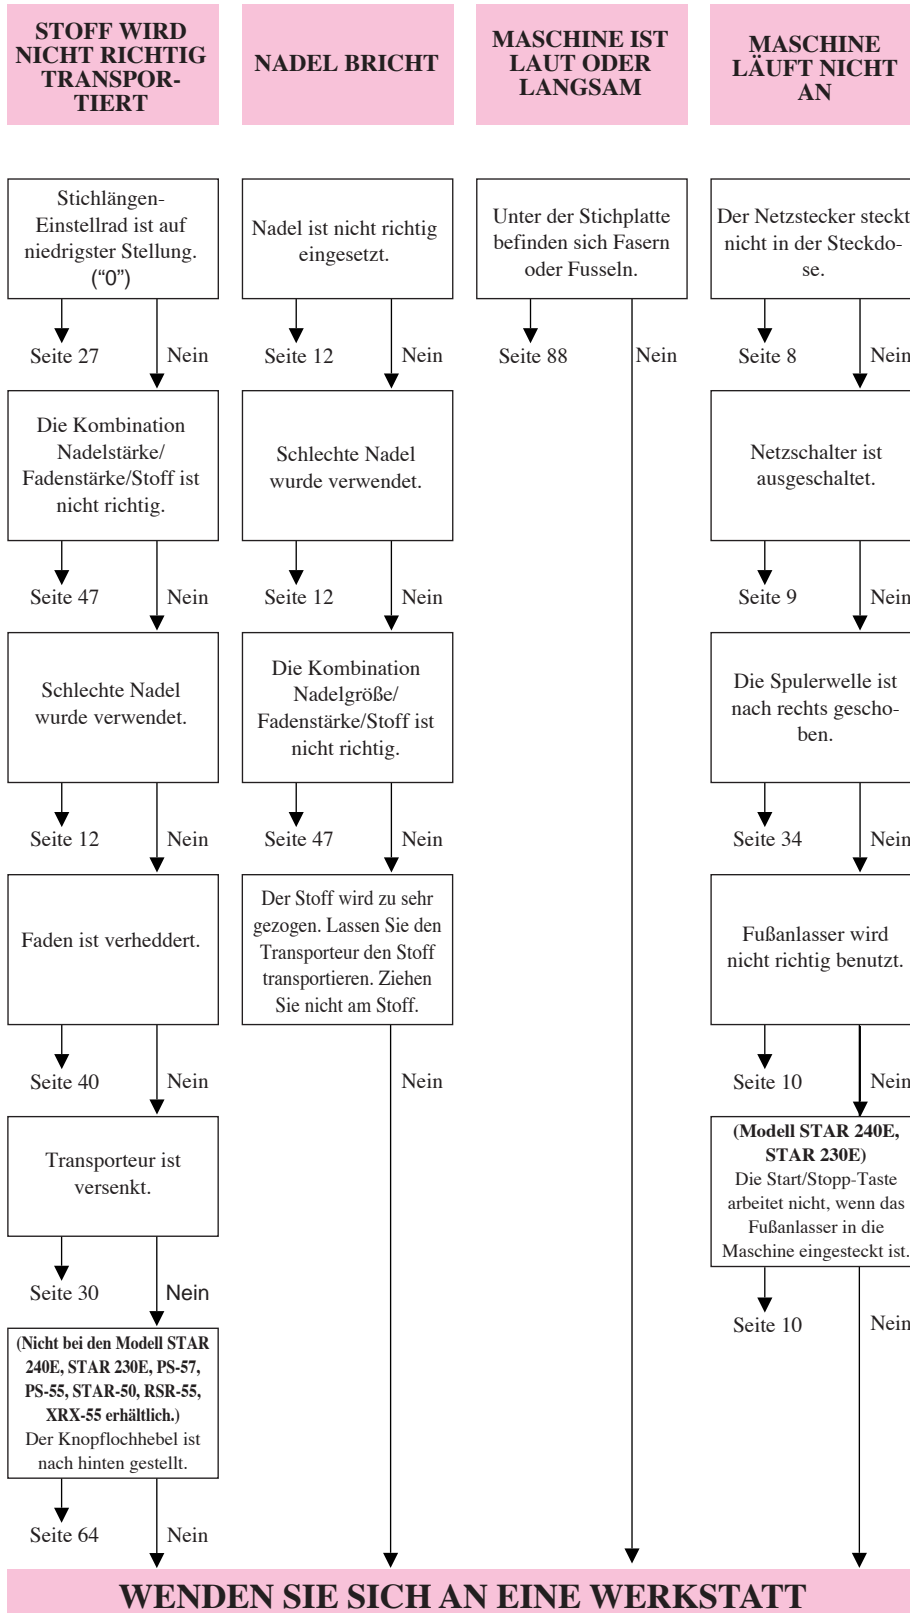 STOFF WIRD
NICHT RICHTIG
TRANSPOR-
TIERT
Stichlängen-
Einstellrad ist auf
niedrigster Stellung.
(“0”)
Seite 27
Nein
Die Kombination
Nadelstärke/
Fadenstärke/Stoff ist
nicht richtig.
Seite 47
Nein
Schlechte Nadel
wurde verwendet.
Seite 12
Nein
Faden ist verheddert.
Seite 40
Nein
Transporteur ist
versenkt.
Seite 30
Nein
(Nicht bei den Modell STAR
240E, STAR 230E, PS-57,
PS-55, STAR-50, RSR-55,
XRX-55 erhältlich.)
Der Knopflochhebel ist
nach hinten gestellt.
Seite 64
Nein
NADEL BRICHT
Nadel ist nicht richtig
eingesetzt.
Seite 12
Nein
Schlechte Nadel
wurde verwendet.
Seite 12
Nein
Die Kombination
Nadelgröße/
Fadenstärke/Stoff ist
nicht richtig.
Seite 47
Nein
Der Stoff wird zu sehr
gezogen. Lassen Sie den
Transporteur den Stoff
transportieren. Ziehen
Sie nicht am Stoff.
Nein
MASCHINE IST
LAUT ODER
LANGSAM
Unter der Stichplatte
befinden sich Fasern
oder Fusseln.
Seite 88
Nein
MASCHINE
LÄUFT NICHT
AN
Der Netzstecker steckt
nicht in der Steckdo-
se.
Seite 8
Nein
Netzschalter ist
ausgeschaltet.
Seite 9
Nein
Die Spulerwelle ist
nach rechts gescho-
ben.
Seite 34
Nein
Fußanlasser wird
nicht richtig benutzt.
Seite 10
Nein
(Modell STAR 240E,
STAR 230E)
Die Start/Stopp-Taste
arbeitet nicht, wenn das
Fußanlasser in die
Maschine eingesteckt ist.
Seite 10
Nein
WENDEN SIE SICH AN EINE WERKSTATT